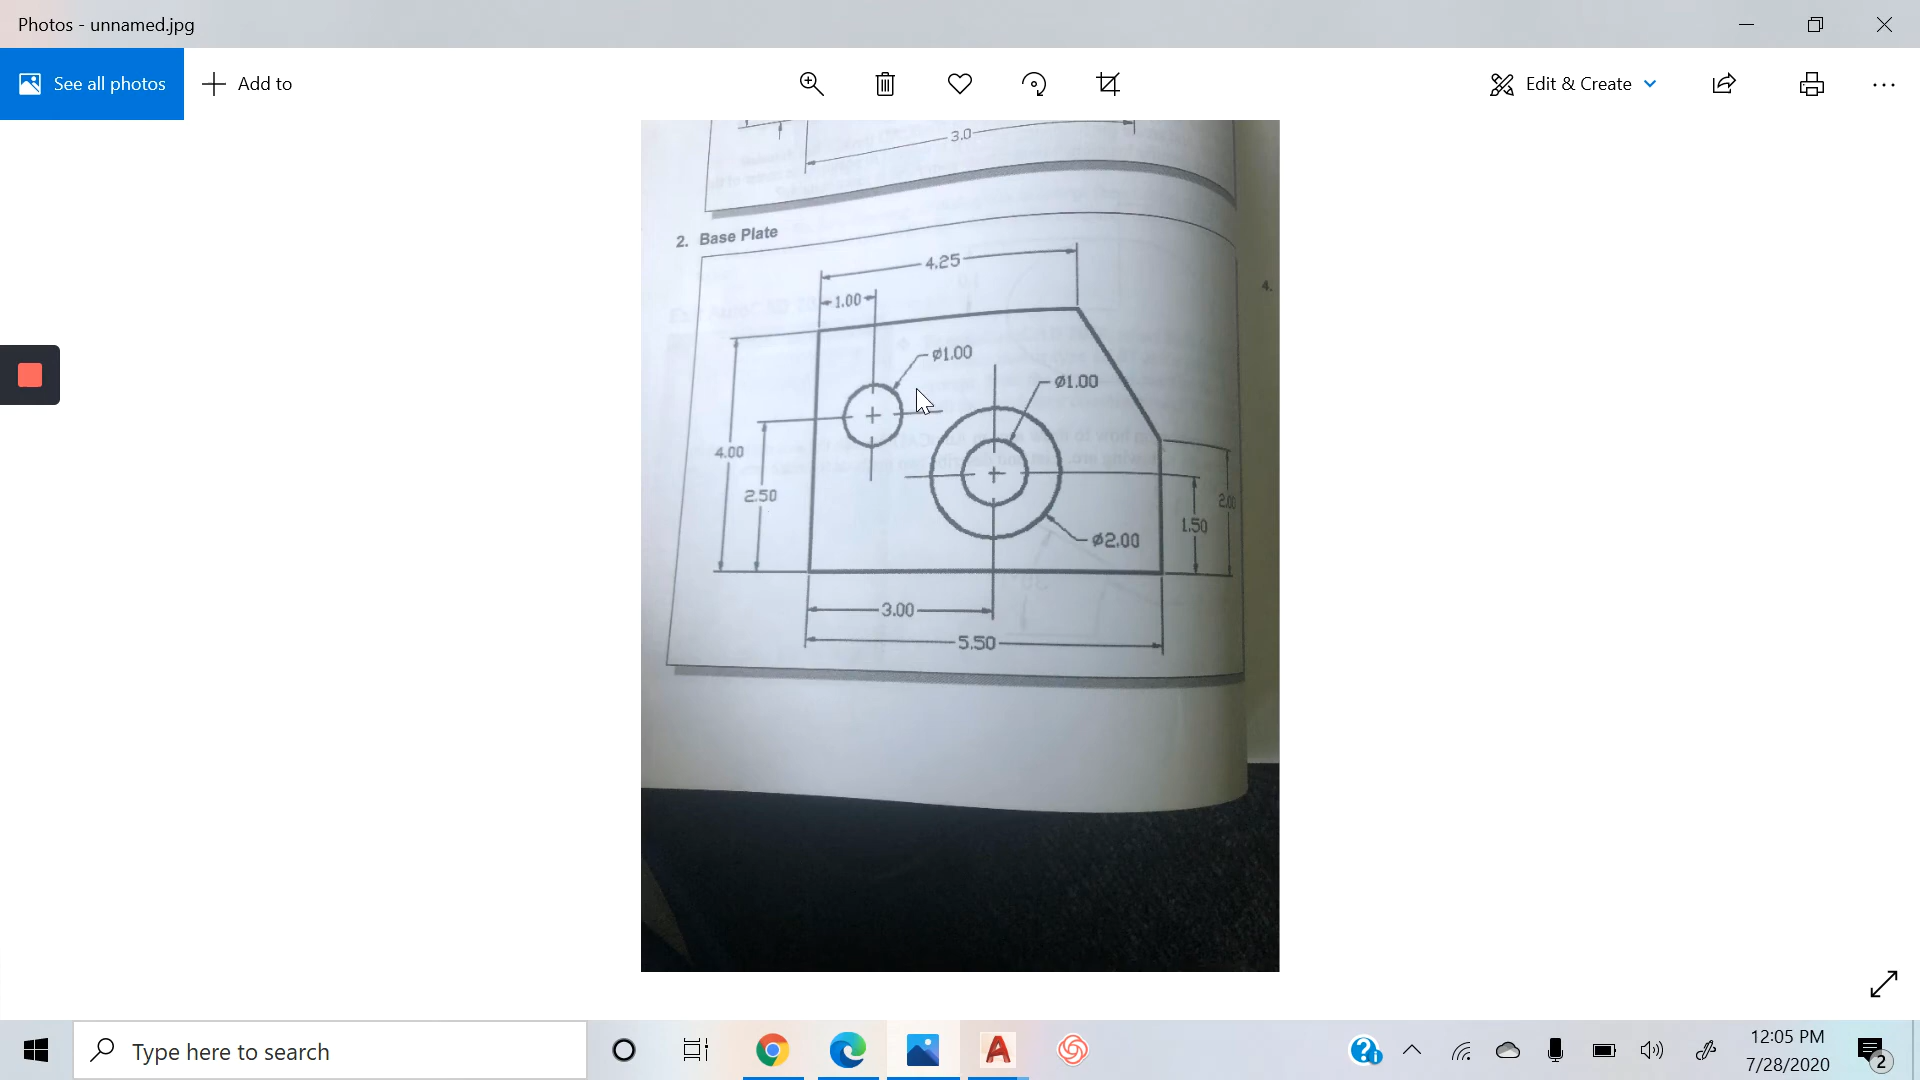 Photos - unnamed.jpg
See all photos
Add to
Edit & Create
3.0
2. Base Plate
4.25
1.00
4.
ø1.00
ø1.00
4.00
2.50
2.00
1.50
ø2.00
3.00
5.50
Type here to search
12:05 PM
7/28/2020
2